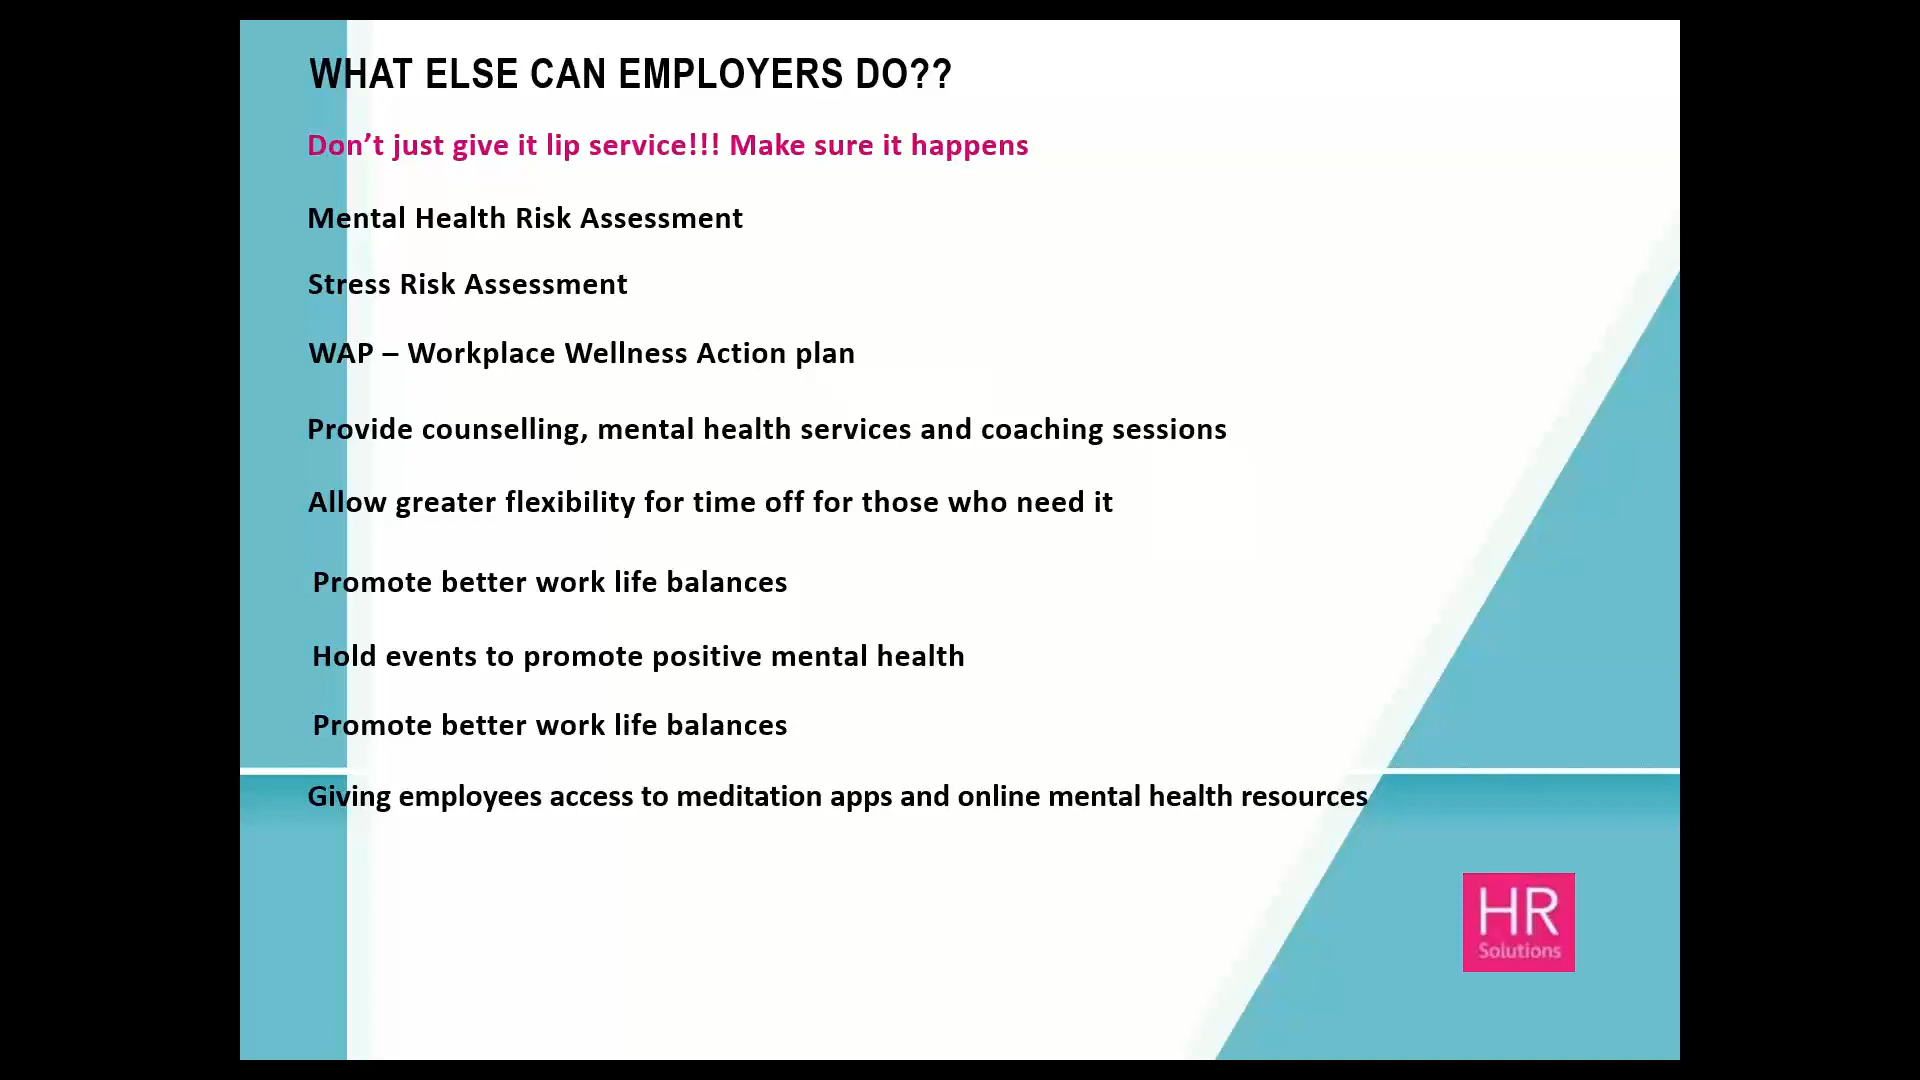 WHAT ELSE CAN EMPLOYERS DO??
Don’t just give it lip service!!! Make sure it happens
Mental Health Risk Assessment
Stress Risk Assessment
WAP – Workplace Wellness Action plan
Provide counselling, mental health services and coaching sessions
Allow greater flexibility for time off for those who need it
Promote better work life balances
Hold events to promote positive mental health
Promote better work life balances
Giving employees access to meditation apps and online mental health resources
HR
Solutions